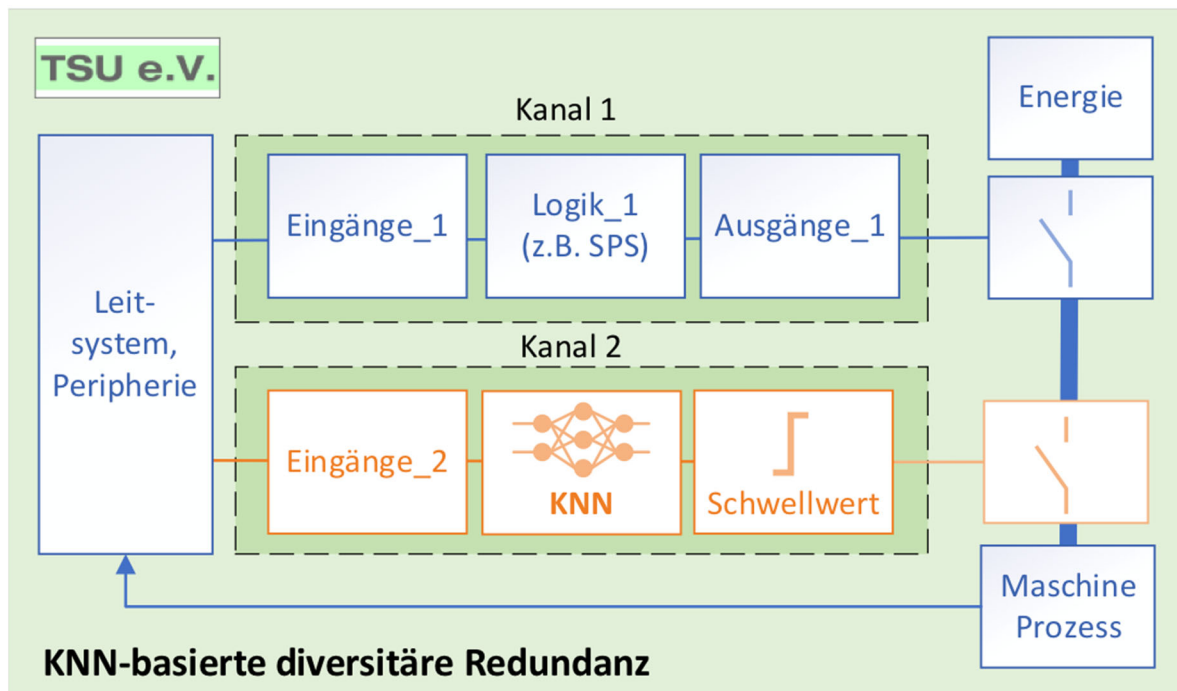 TSU e.V.
Kanal 1
Energie
Eingänge_1
Logik_1
(z.B. SPS)
Ausgänge_1
Leit-
system,
Peripherie
Kanal 2
Eingänge_2
KNN
Schwellwert
Maschine
Prozess
KNN-basierte diversitäre Redundanz